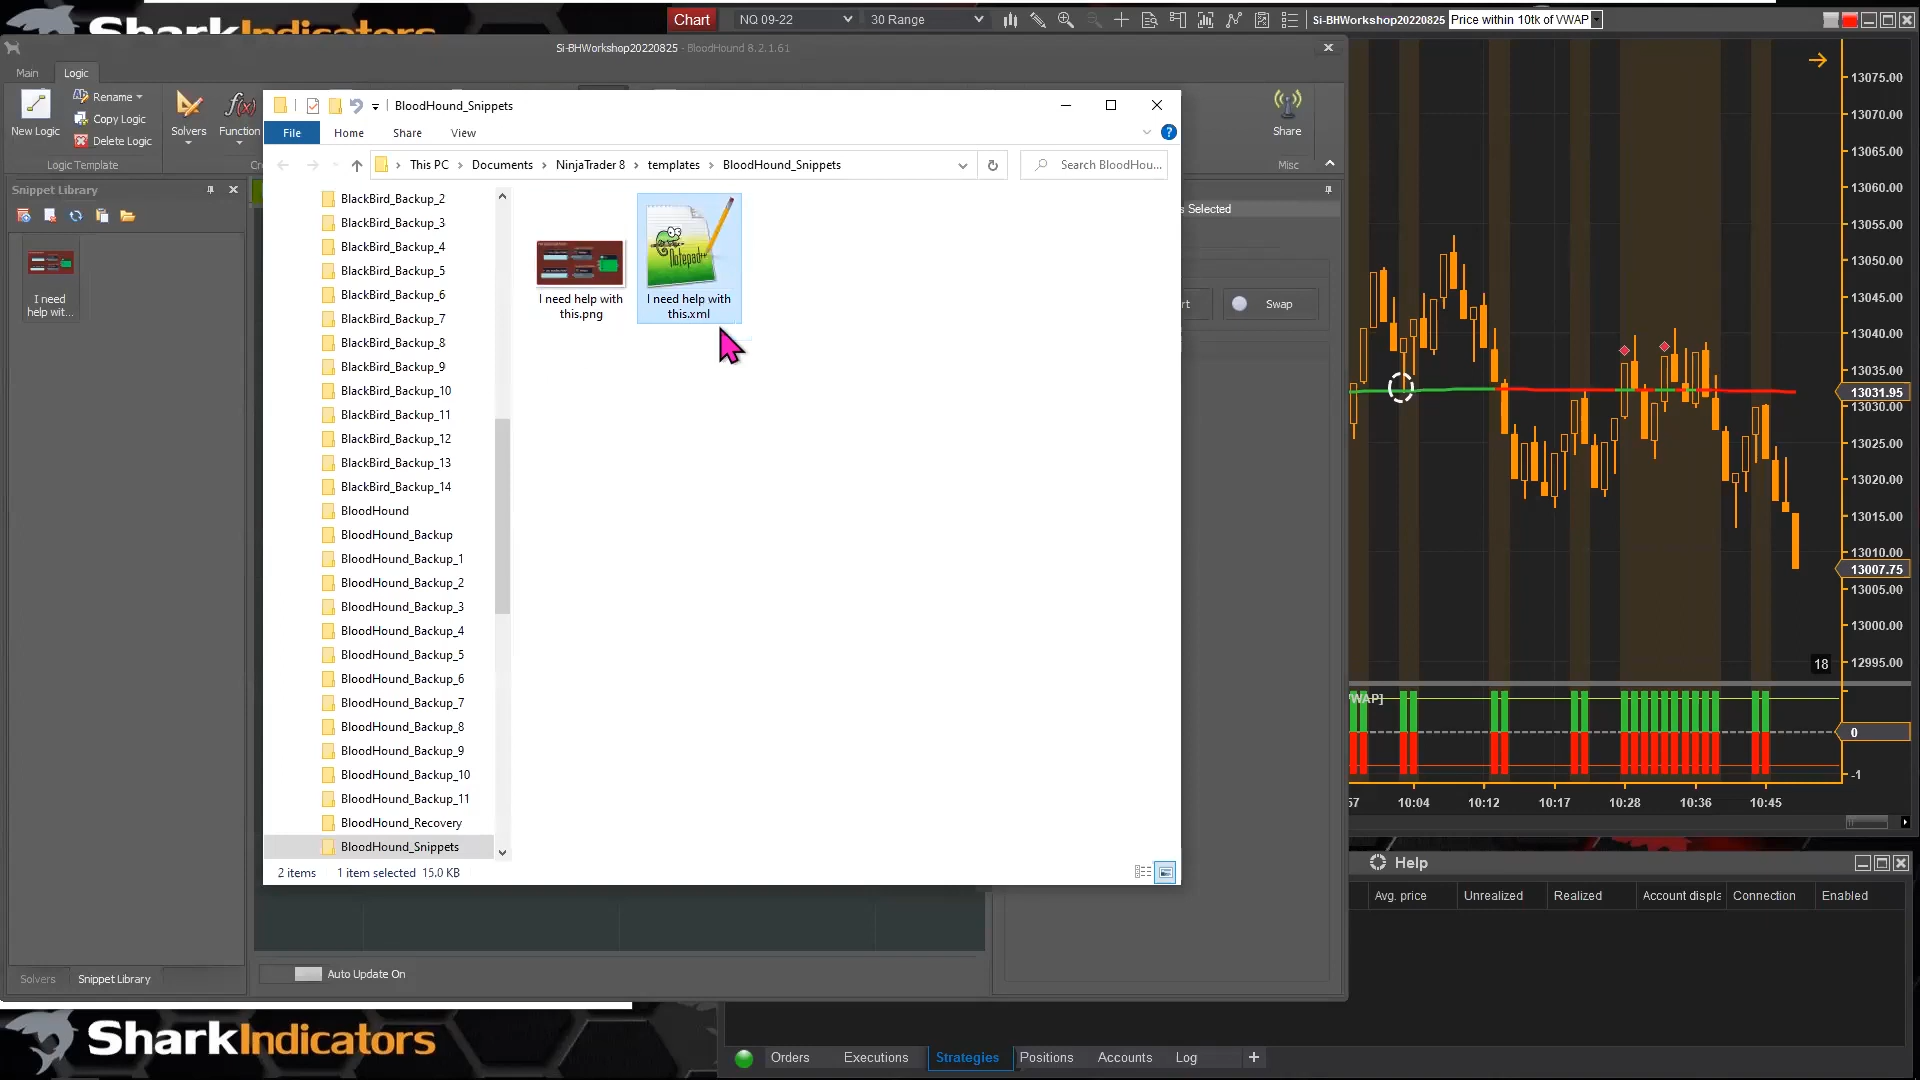 SharkIndicators
Chart
NQ 09-22
30 Range
Si-BHWorkshop20220825
Price within 10tk of VWAP
Si-BHWorkshop20220825 - BloodHound 8.2.1.61
Main
Logic
New Logic
Rename
Copy Logic
Delete Logic
Logic Template
Solvers
Function
Share
Misc
BloodHound_Snippets
File
Home
Share
View
This PC
Documents
NinjaTrader 8
templates
BloodHound_Snippets
Search BloodHou...
Snippet Library
I need
help wit...
BlackBird_Backup_2
BlackBird_Backup_3
BlackBird_Backup_4
BlackBird_Backup_5
BlackBird_Backup_6
BlackBird_Backup_7
BlackBird_Backup_8
BlackBird_Backup_9
BlackBird_Backup_10
BlackBird_Backup_11
BlackBird_Backup_12
BlackBird_Backup_13
BlackBird_Backup_14
BloodHound
BloodHound_Backup
BloodHound_Backup_1
BloodHound_Backup_2
BloodHound_Backup_3
BloodHound_Backup_4
BloodHound_Backup_5
BloodHound_Backup_6
BloodHound_Backup_7
BloodHound_Backup_8
BloodHound_Backup_9
BloodHound_Backup_10
BloodHound_Backup_11
BloodHound_Recovery
BloodHound_Snippets
I need help with
this.png
Notepad++
I need help with
this.xml
2 items
1 item selected 15.0 KB
s Selected
rt
Swap
13075.00
13070.00
13065.00
13060.00
13055.00
13050.00
13045.00
13040.00
13035.00
13031.95
13030.00
13025.00
13020.00
13015.00
13010.00
13007.75
13005.00
13000.00
12995.00
18
VWAP]
0
-1
57
10:04
10:12
10:17
10:28
10:36
10:45
Help
Avg. price
Unrealized
Realized
Account displa
Connection
Enabled
Solvers
Snippet Library
Auto Update On
SharkIndicators
Orders
Executions
Strategies
Positions
Accounts
Log
+